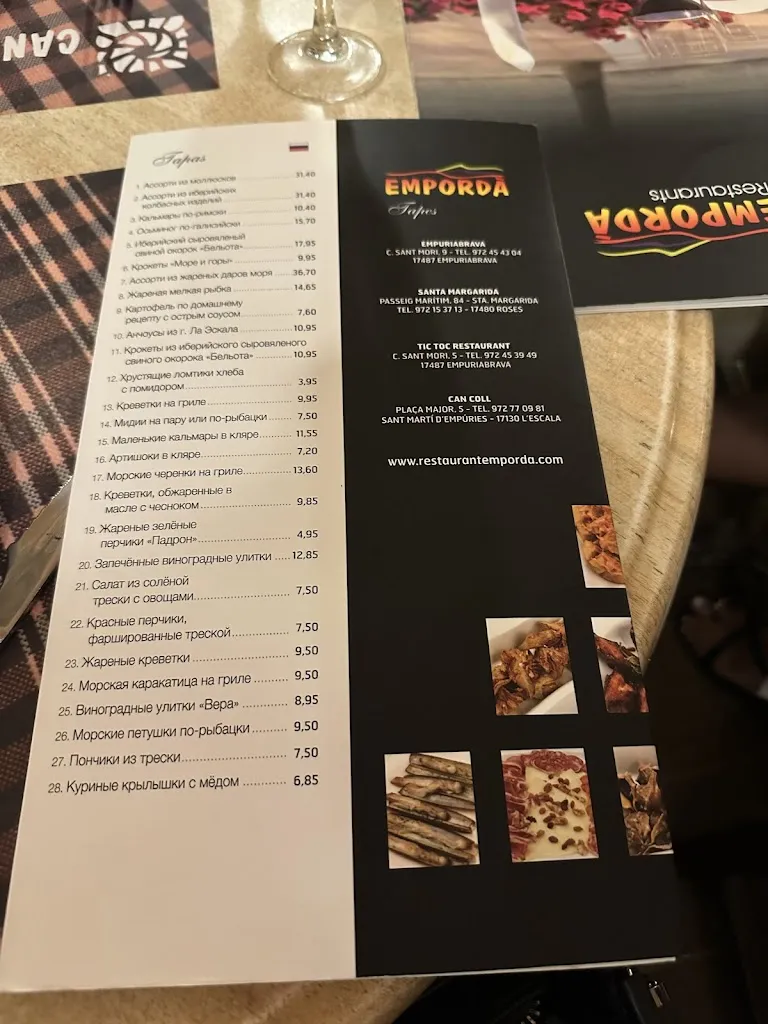 CAN
Tapas
1. Ассорти из моллюсков 31,40
2. Ассорти из иберийских
колбасных изделий 31,40
3. Кальмары по-римски 10,40
4. Осьминог по-галисийски 15,70
5. Иберийский сыровяленый
свиной окорок «Бельота» 17,95
6. Крокеты «Море и горы» 9,95
7. Ассорти из жареных даров моря 36,70
8. Жареная мелкая рыбка 14,65
9. Картофель по домашнему
рецепту с острым соусом 7,60
10. Анчоусы из г. Ла Эскала 10,95
11. Крокеты из иберийского сыровяленого
свиного окорока «Бельота» 10,95
12. Хрустящие ломтики хлеба
с помидором 3,95
13. Креветки на гриле 9,95
14. Мидии на пару или по-рыбацки 7,50
15. Маленькие кальмары в кляре 11,55
16. Артишоки в кляре 7,20
17. Морские черенки на гриле 13,60
18. Креветки, обжаренные в
масле с чесноком 9,85
19. Жареные зелёные
перчики «Падрон» 4,95
20. Запечённые виноградные улитки 12,85
21. Салат из солёной
трески с овощами 7,50
22. Красные перчики,
фаршированные треской 7,50
23. Жареные креветки 9,50
24. Морская каракатица на гриле 9,50
25. Виноградные улитки «Вера» 8,95
26. Морские петушки по-рыбацки 9,50
27. Пончики из трески 7,50
28. Куриные крылышки с мёдом 6,85
EMPORDÀ
Tapes
EMPURIABRAVA
C. SANT MORI, 9 - TEL. 972 45 43 04
17487 EMPURIABRAVA
SANTA MARGARIDA
PASSEIG MARÍTIM, 84 - STA. MARGARIDA
TEL. 972 15 37 13 - 17480 ROSES
TIC TOC RESTAURANT
C. SANT MORI, 5 - TEL. 972 45 39 49
17487 EMPURIABRAVA
CAN COLL
PLAÇA MAJOR, 5 - TEL. 972 77 09 81
SANT MARTÍ D'EMPÚRIES - 17130 L'ESCALA
www.restaurantemporda.com
EMPORDÀ
Restaurants